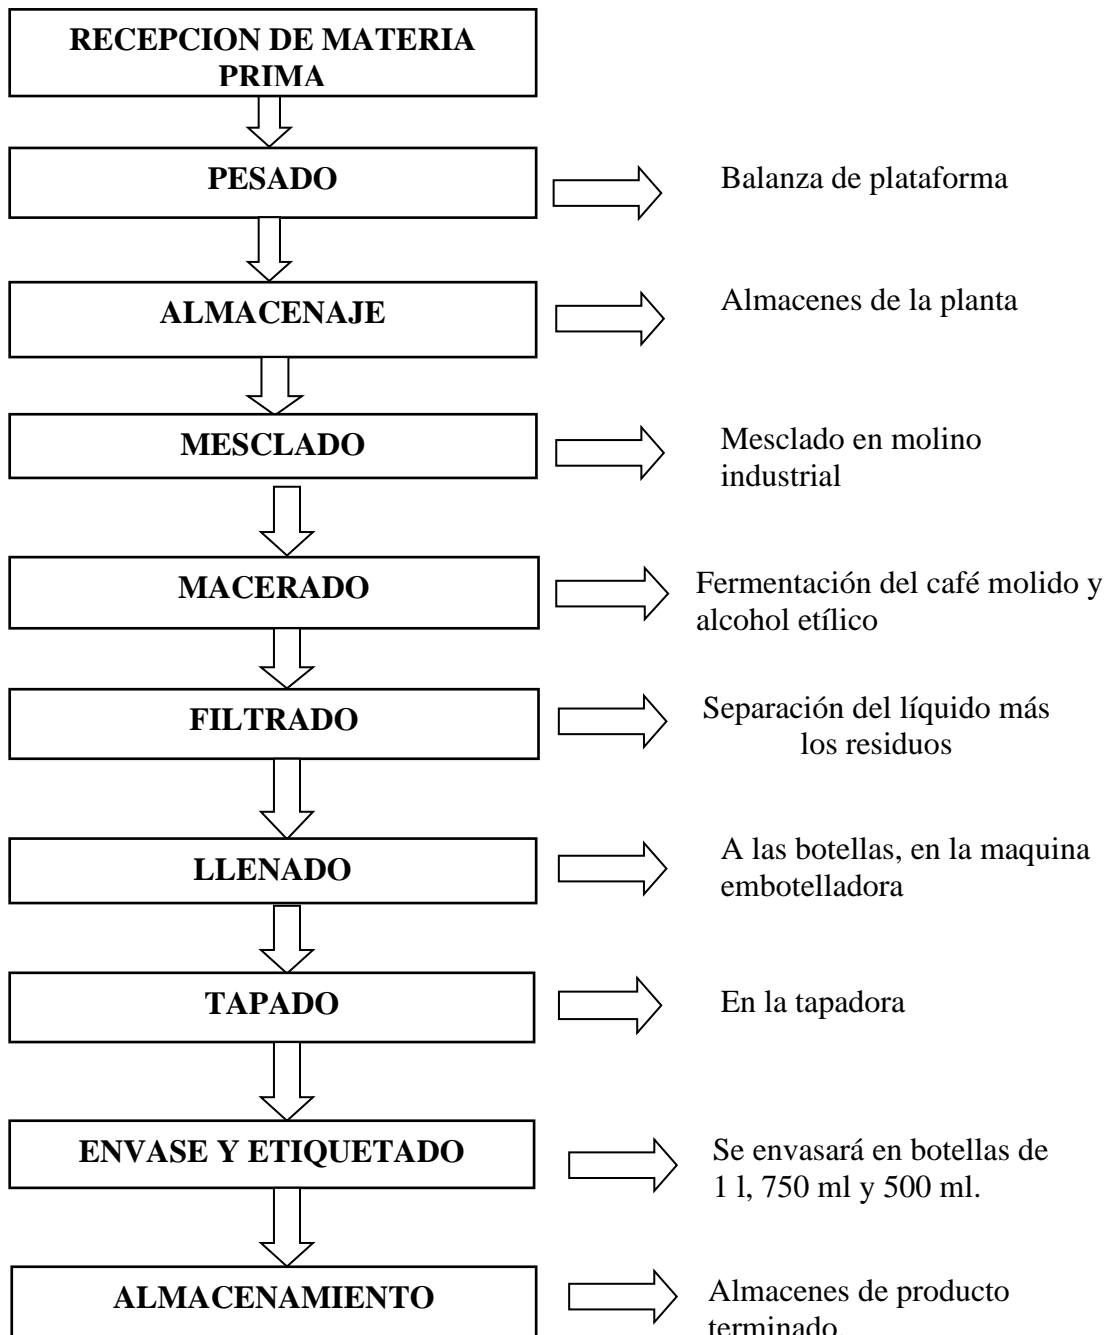 RECEPCION DE MATERIA
PRIMA
PESADO
Balanza de plataforma
ALMACENAJE
Almacenes de la planta
MESCLADO
Mesclado en molino
industrial
MACERADO
Fermentación del café molido y
alcohol etílico
FILTRADO
Separación del líquido más
los residuos
LLENADO
A las botellas, en la maquina
embotelladora
TAPADO
En la tapadora
ENVASE Y ETIQUETADO
Se envasará en botellas de
1 l, 750 ml y 500 ml.
ALMACENAMIENTO
Almacenes de producto
terminado.